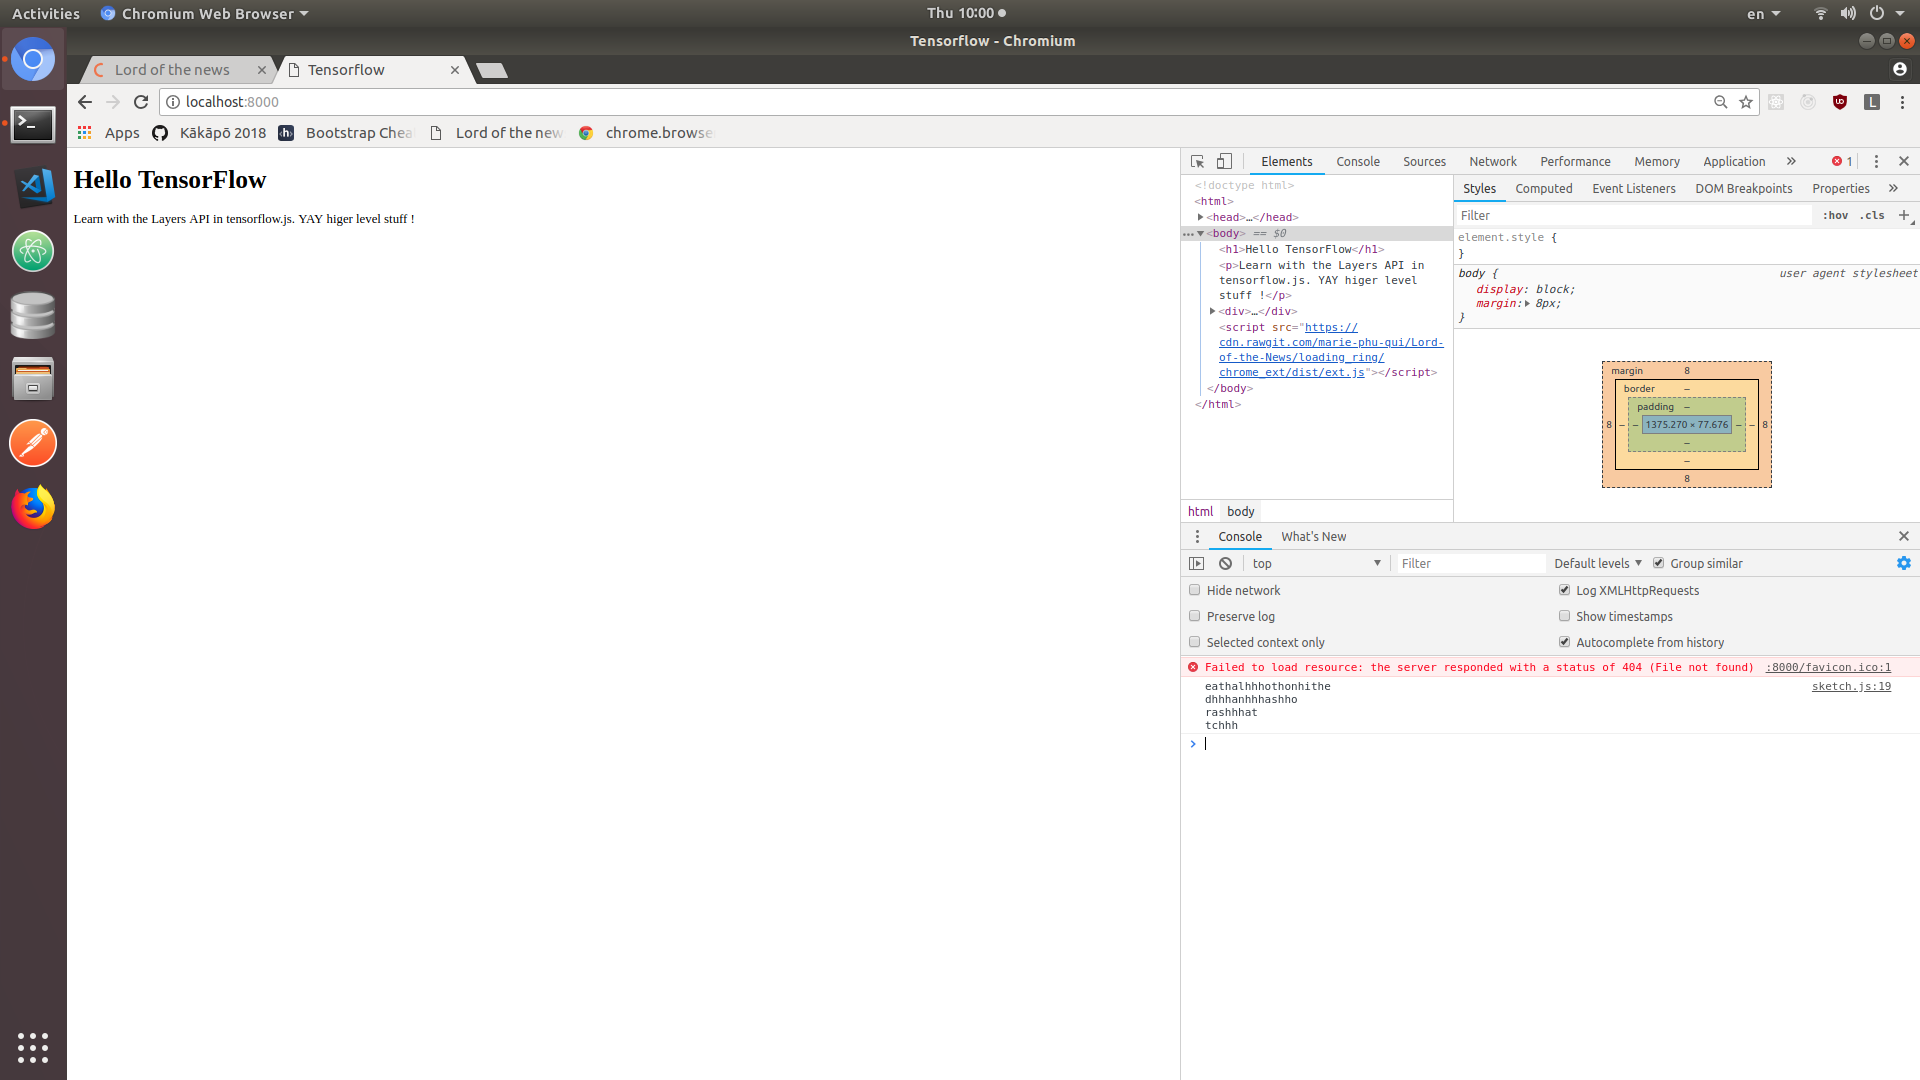 Activities
Chromium Web Browser
Thu 10:00
en
Tensorflow - Chromium
Lord of the news
Tensorflow
localhost:8000
L
Apps
Kākāpō 2018
Bootstrap Chea
Lord of the new
chrome.browse
Hello TensorFlow
Learn with the Layers API in tensorflow.js. YAY higer level stuff !
Elements
Console
Sources
Network
Performance
Memory
Application
»
1
<!doctype html>
<html>
<head>…</head>
<body> == $0
<h1>Hello TensorFlow</h1>
<p>Learn with the Layers API in
tensorflow.js. YAY higer level
stuff !</p>
<div>…</div>
<script src="https://
cdn.rawgit.com/marie-phu-qui/Lord-
of-the-News/loading_ring/
chrome_ext/dist/ext.js"></script>
</body>
</html>
html
body
Styles
Computed
Event Listeners
DOM Breakpoints
Properties
»
Filter
:hov
.cls
+
element.style {
}
body {
user agent stylesheet
display: block;
margin: 8px;
}
margin
8
border
–
padding
–
8
–
–
1375.270 × 77.676
–
–
8
–
–
8
Console
What's New
top
Filter
Default levels
Group similar
Hide network
Log XMLHttpRequests
Preserve log
Show timestamps
Selected context only
Autocomplete from history
Failed to load resource: the server responded with a status of 404 (File not found)
:8000/favicon.ico:1
eathalhhhothonhithe
sketch.js:19
dhhhanhhhashho
rashhhat
tchhh